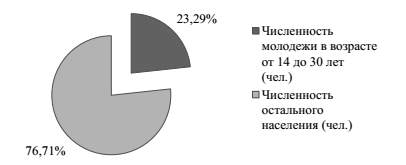 23,29%
Численность
молодежи в возрасте
от 14 до 30 лет
(чел.)
Численность
остального
населения (чел.)
76,71%